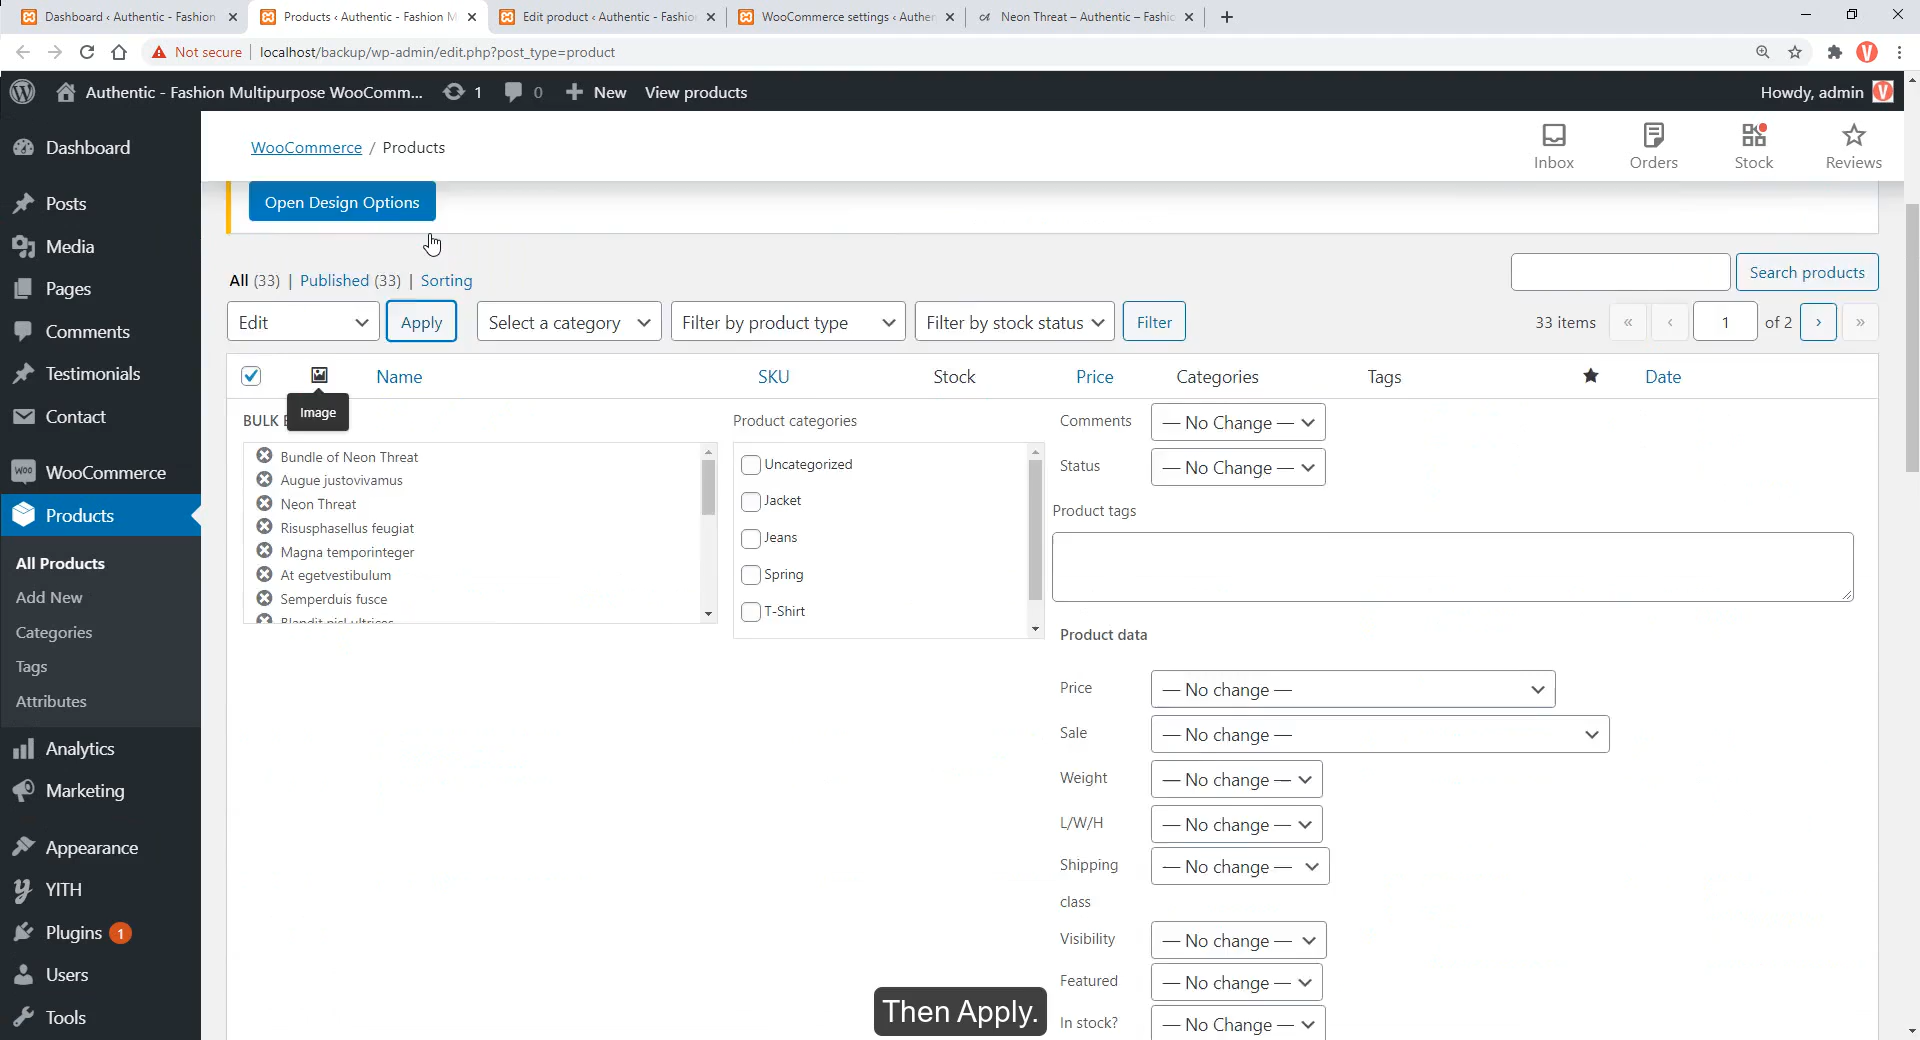 Dashboard ‹ Authentic - Fashion
Products ‹ Authentic - Fashion M
Edit product ‹ Authentic - Fashio
WooCommerce settings ‹ Authen
Neon Threat – Authentic – Fashio
Not secure
localhost/backup/wp-admin/edit.php?post_type=product
V
Authentic - Fashion Multipurpose WooComm...
1
0
New
View products
Howdy, admin
V
Dashboard
Posts
Media
Pages
Comments
Testimonials
Contact
Woo
WooCommerce
Products
All Products
Add New
Categories
Tags
Attributes
Analytics
Marketing
Appearance
YITH
Plugins 1
Users
Tools
WooCommerce / Products
Inbox
Orders
Stock
Reviews
Open Design Options
All (33) | Published (33) | Sorting
Search products
Edit
Apply
Select a category
Filter by product type
Filter by stock status
Filter
33 items
«
‹
1
of 2
›
»
Name
SKU
Stock
Price
Categories
Tags
Date
Image
BULK
Bundle of Neon Threat
Augue justovivamus
Neon Threat
Risusphasellus feugiat
Magna temporinteger
At egetvestibulum
Semperduis fusce
Blandit nisl ultrices
Product categories
Uncategorized
Jacket
Jeans
Spring
T-Shirt
Comments — No Change —
Status — No Change —
Product tags
Product data
Price — No change —
Sale — No change —
Weight — No change —
L/W/H — No change —
Shipping class — No change —
Visibility — No change —
Featured — No change —
In stock? — No Change —
Then Apply.